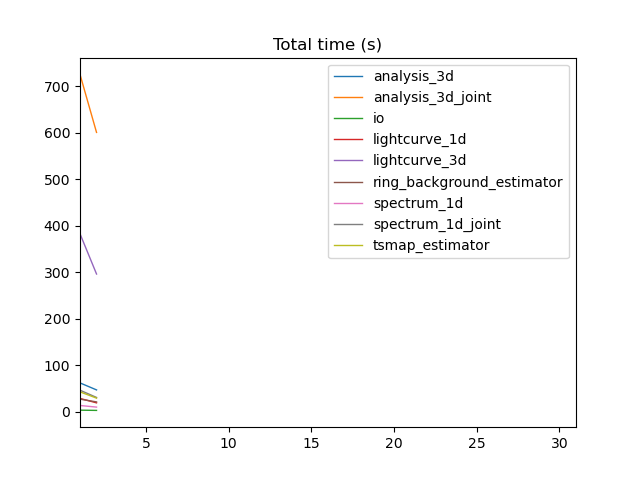 Total time (s)
analysis_3d
analysis_3d_joint
io
lightcurve_1d
lightcurve_3d
ring_background_estimator
spectrum_1d
spectrum_1d_joint
tsmap_estimator
700
600
500
400
300
200
100
0
5 10 15 20 25 30